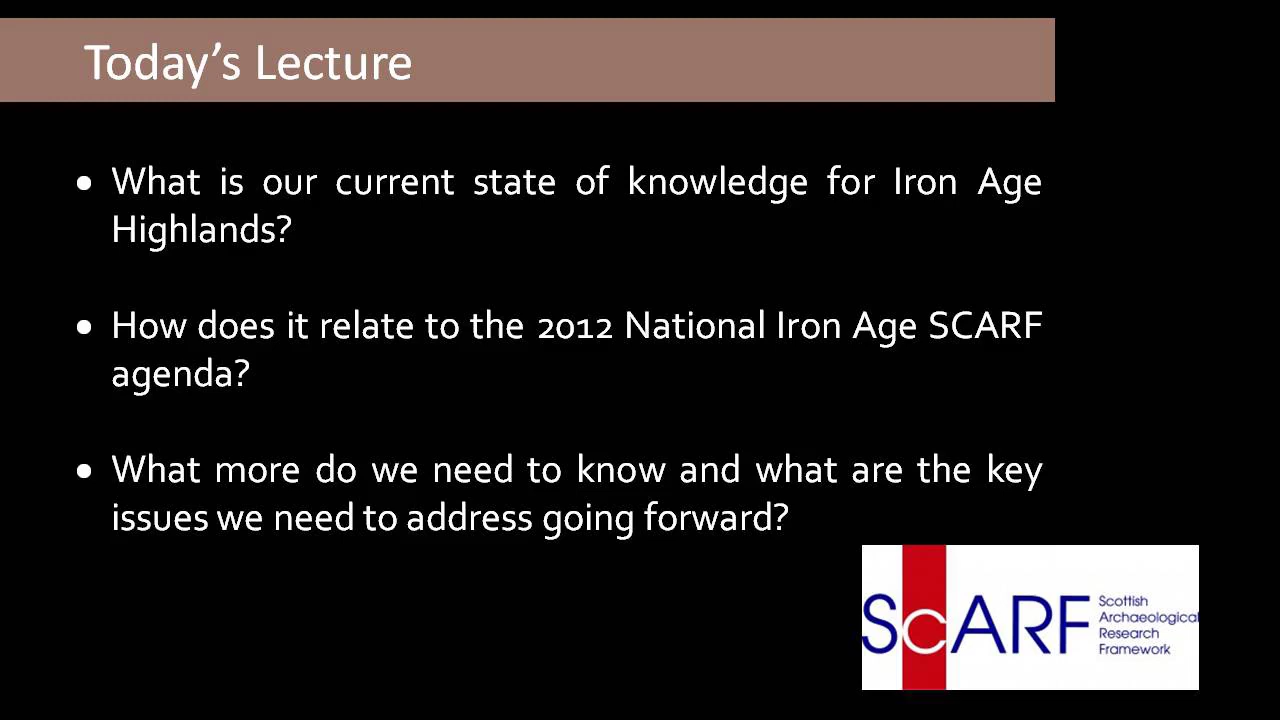 Today’s Lecture
• What is our current state of knowledge for Iron Age
Highlands?
• How does it relate to the 2012 National Iron Age SCARF
agenda?
• What more do we need to know and what are the key
issues we need to address going forward?
ScARF
Scottish
Archaeological
Research
Framework